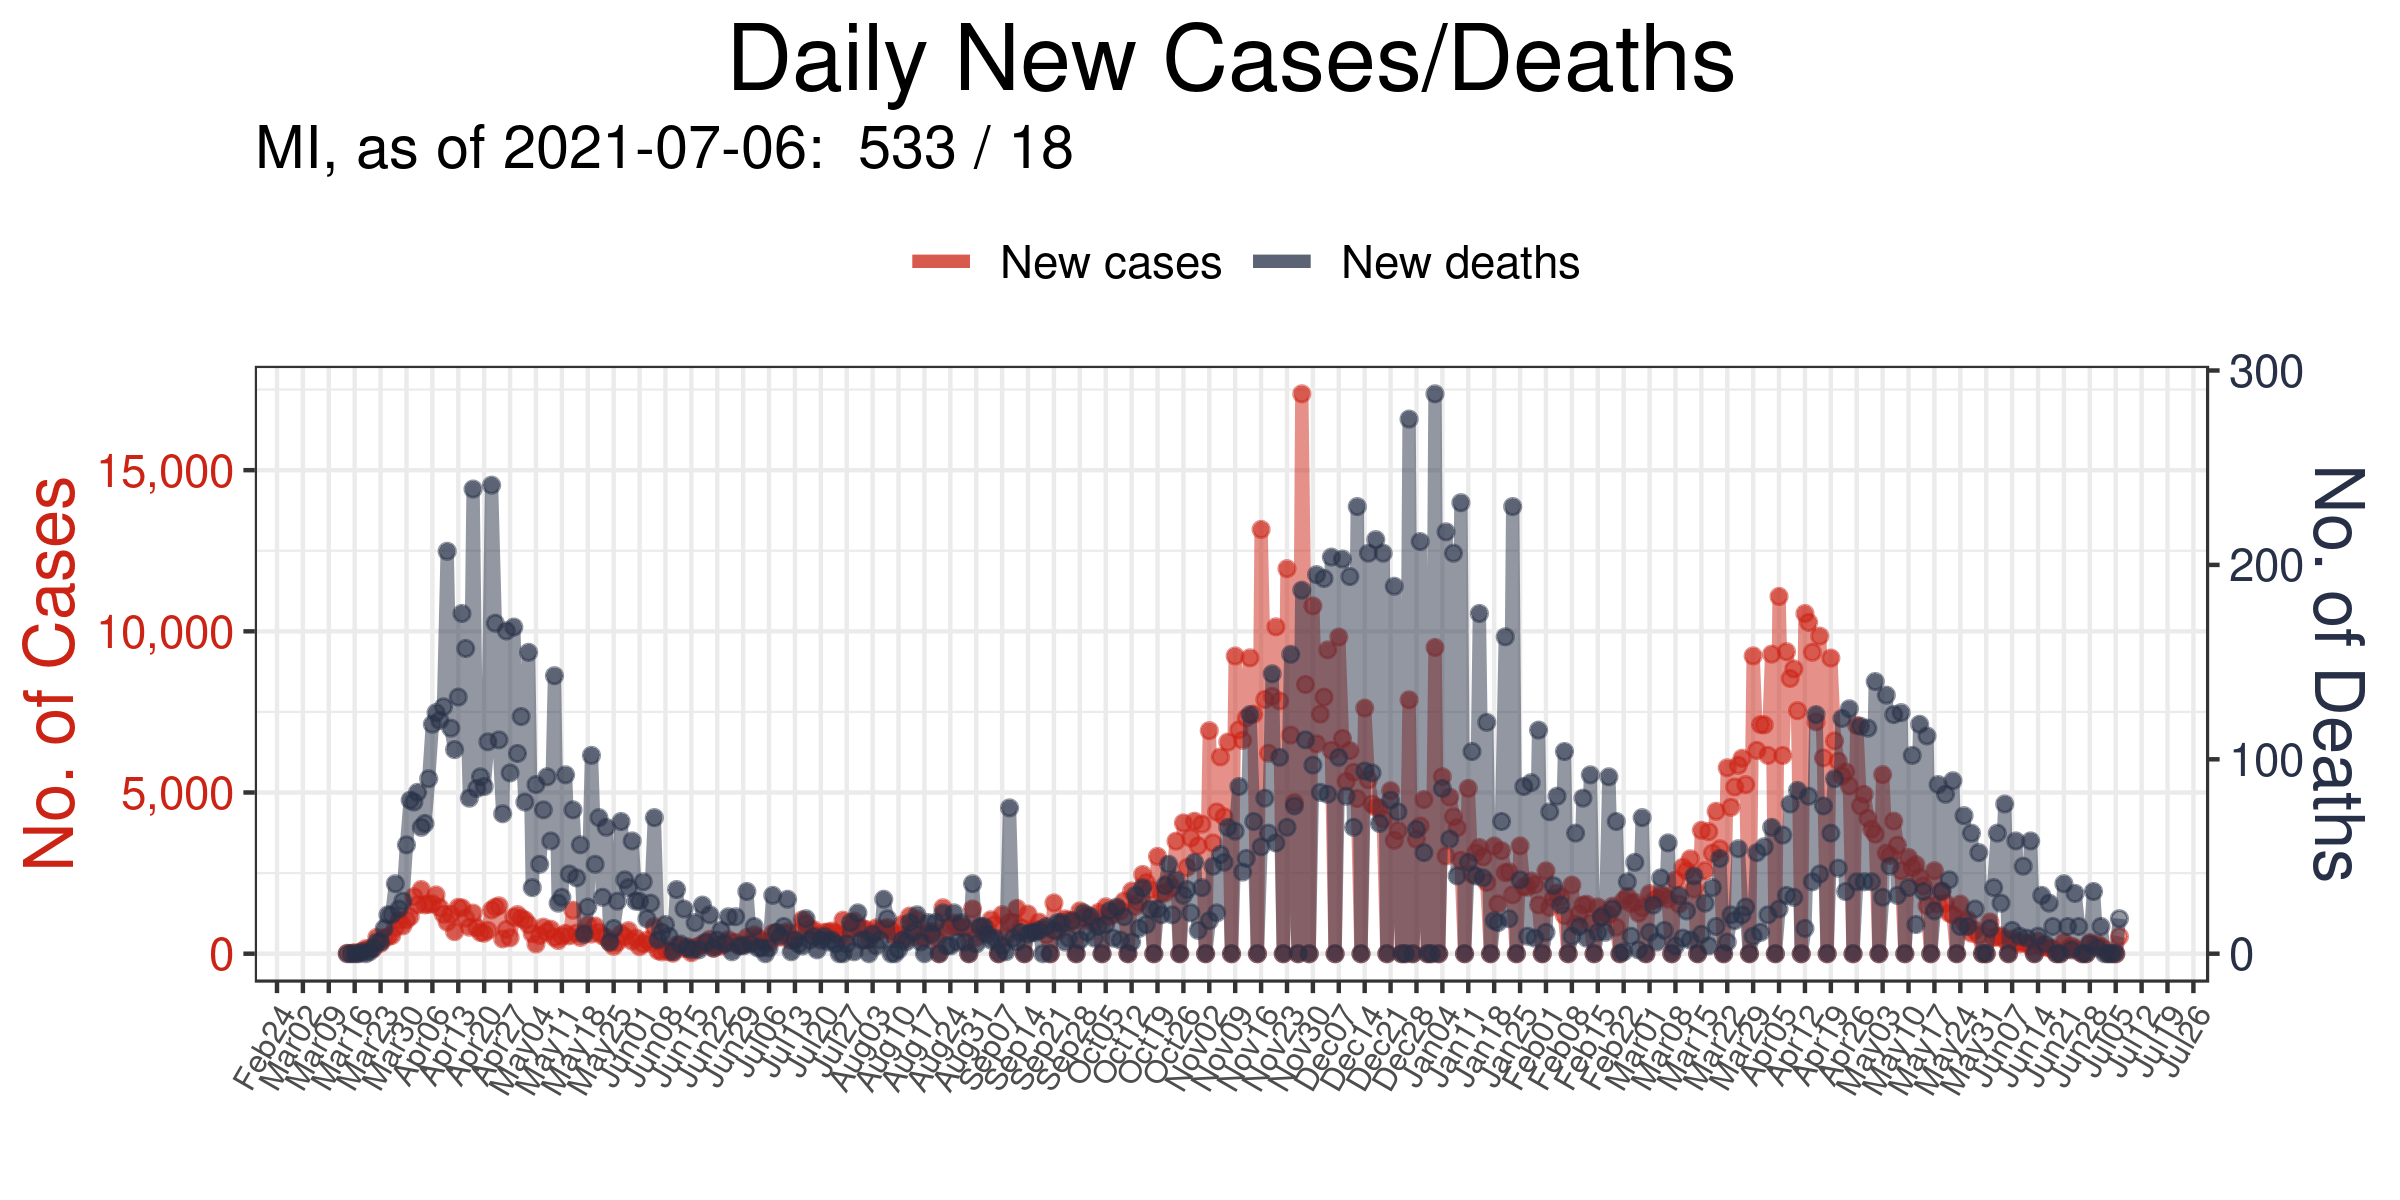 Daily New Cases/Deaths
MI, as of 2021-07-06: 533 / 18
New cases New deaths
No. of Cases
15,000
10,000
5,000
0
300
200
100
0
No. of Deaths
Feb24
Mar02
Mar09
Mar16
Mar23
Mar30
Apr06
Apr13
Apr20
Apr27
May04
May11
May18
May25
Jun01
Jun08
Jun15
Jun22
Jun29
Jul06
Jul13
Jul20
Jul27
Aug03
Aug10
Aug17
Aug24
Aug31
Sep07
Sep14
Sep21
Sep28
Oct05
Oct12
Oct19
Oct26
Nov02
Nov09
Nov16
Nov23
Nov30
Dec07
Dec14
Dec21
Dec28
Jan04
Jan11
Jan18
Jan25
Feb01
Feb08
Feb15
Feb22
Mar01
Mar08
Mar15
Mar22
Mar29
Apr05
Apr12
Apr19
Apr26
May03
May10
May17
May24
May31
Jun07
Jun14
Jun21
Jun28
Jul05
Jul12
Jul19
Jul26